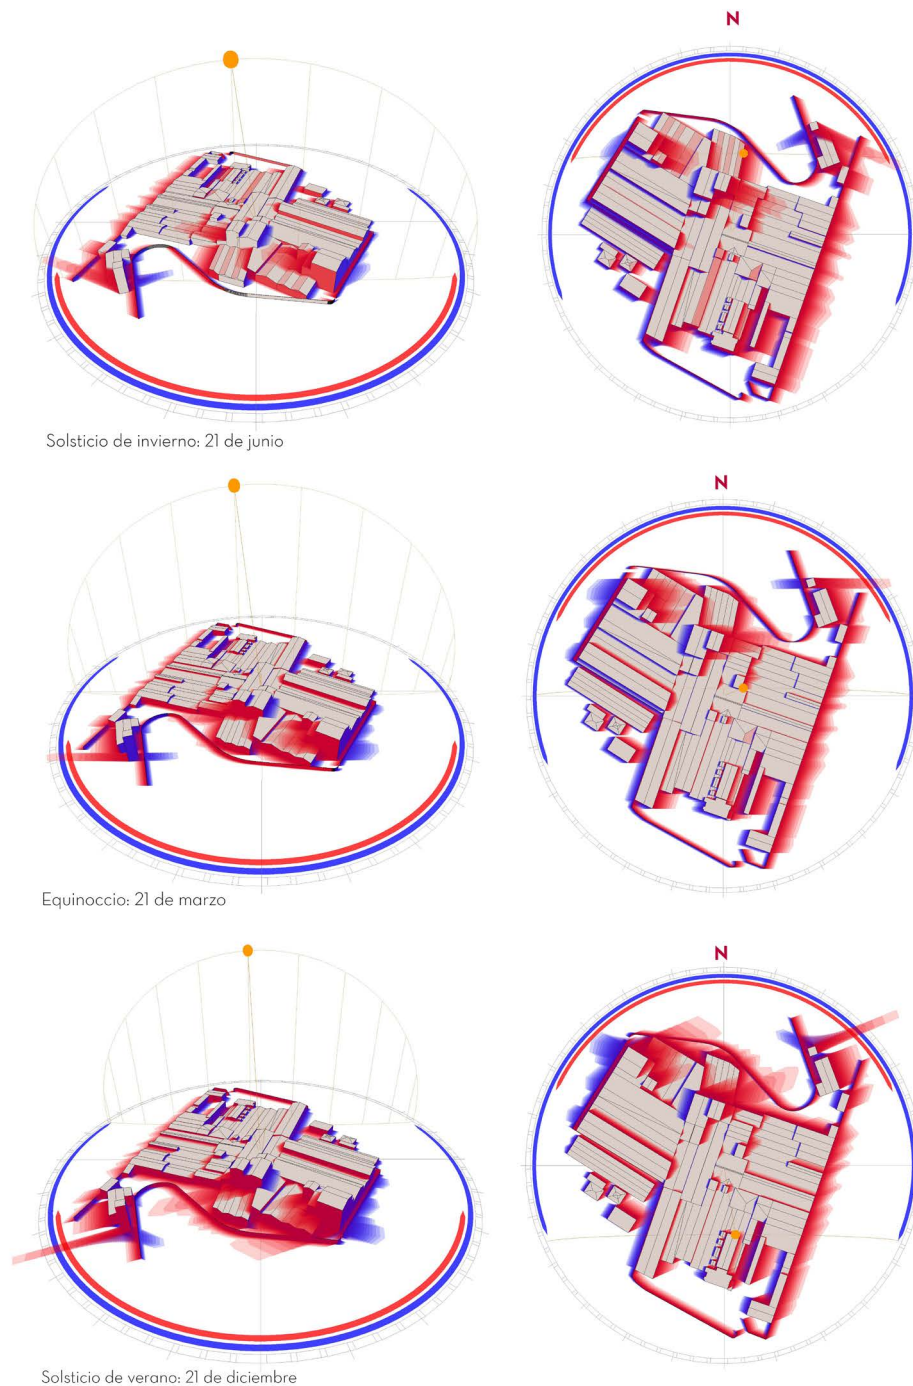 N
Solsticio de invierno: 21 de junio
N
Equinoccio: 21 de marzo
N
Solsticio de verano: 21 de diciembre